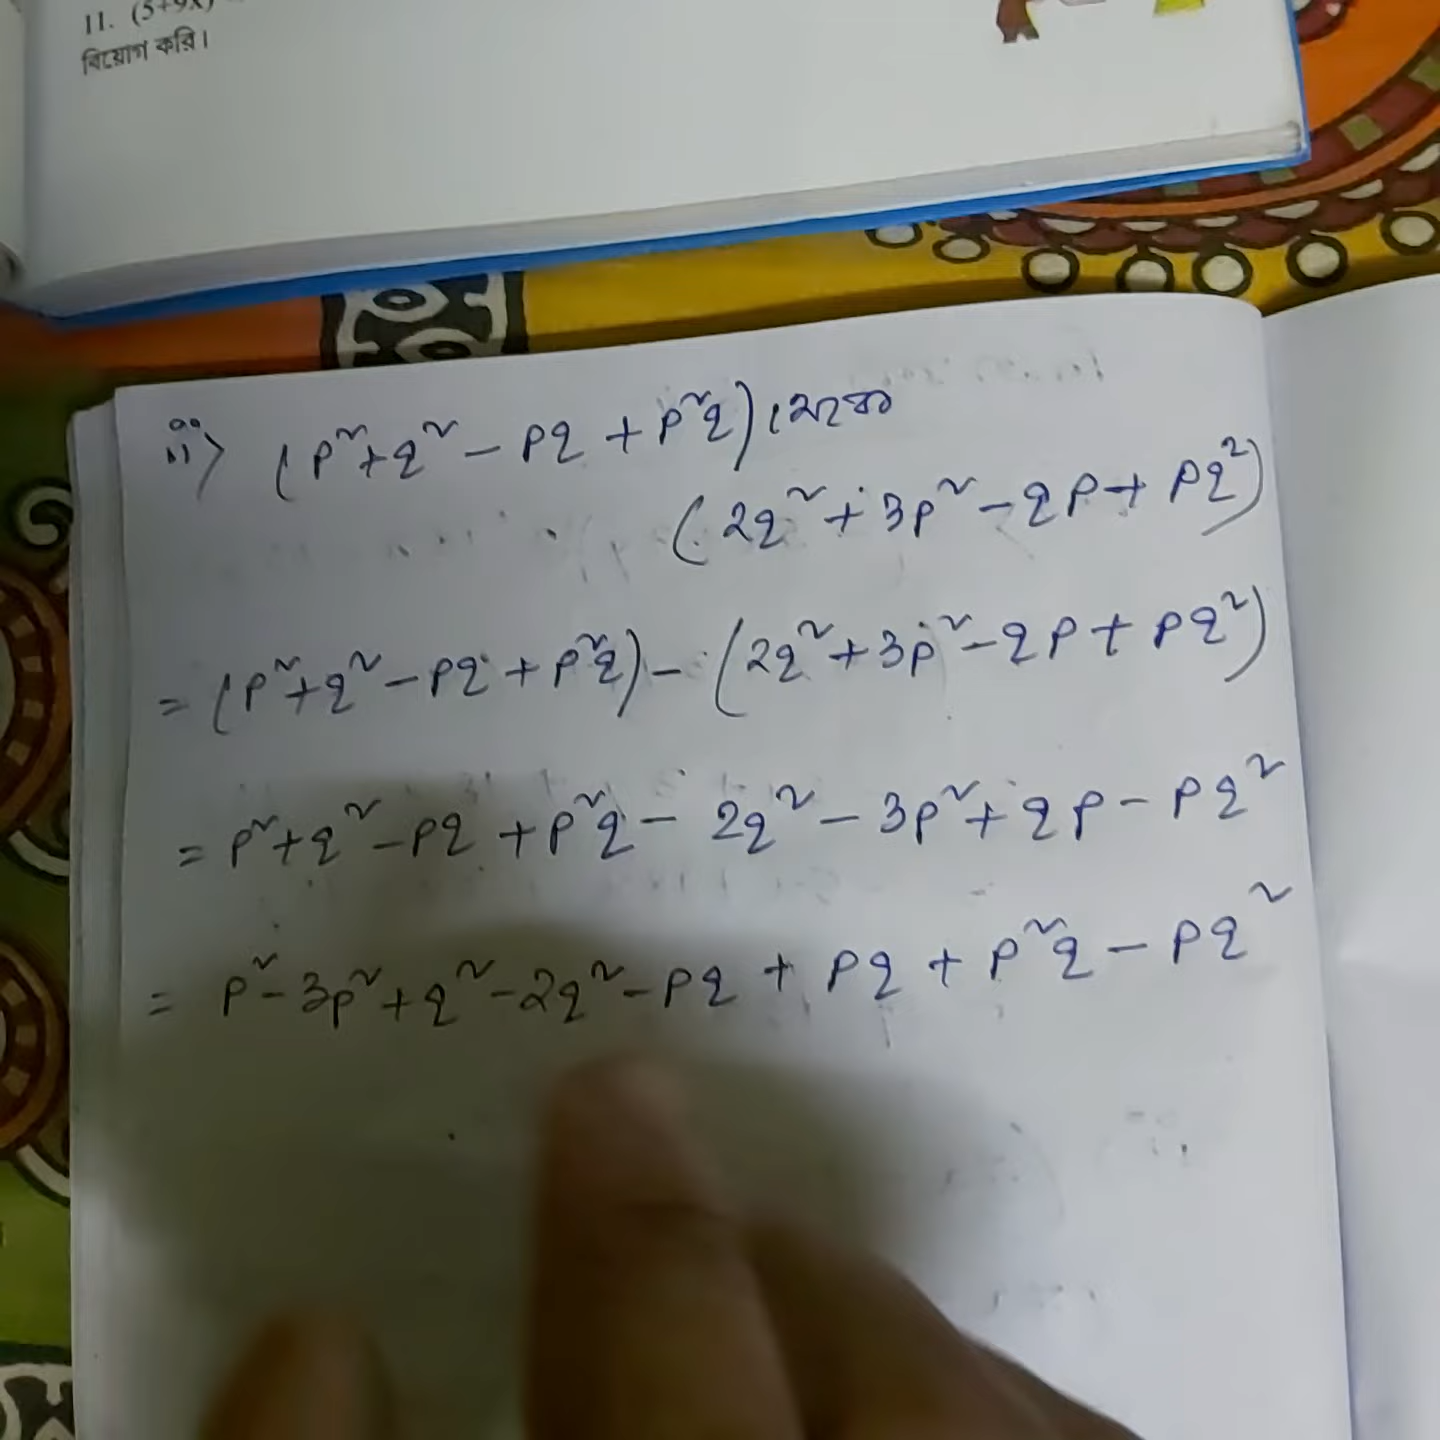 11. (5+9x)
বিয়োগ করি।
ii) (p²+q² - pq + p²q) থেকে
(2q² + 3p² - qp + pq²)
= (p²+q² - pq + p²q) - (2q² + 3p² - qp + pq²)
= p²+q² - pq + p²q - 2q² - 3p² + qp - pq²
= p² - 3p² + q² - 2q² - pq + pq + p²q - pq²